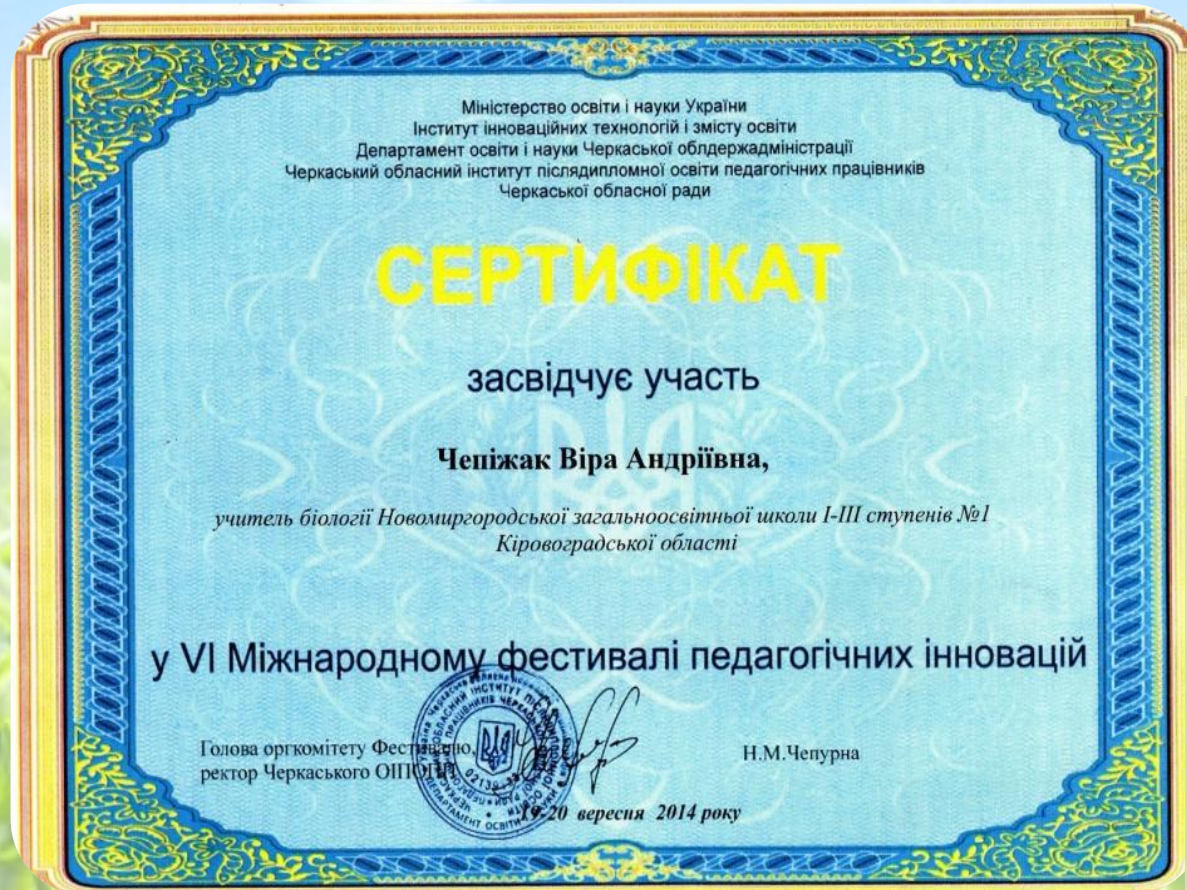 Міністерство освіти і науки України
Інститут інноваційних технологій і змісту освіти
Департамент освіти і науки Черкаської облдержадміністрації
Черкаський обласний інститут післядипломної освіти педагогічних працівників
Черкаської обласної ради
СЕРТИФІКАТ
засвідчує участь
Чепіжак Віра Андріївна,
учитель біології Новомиргородської загальноосвітньої школи І-ІІІ ступенів №1
Кіровоградської області
у VI Міжнародному фестивалі педагогічних інновацій
Голова оргкомітету Фестивалю,
ректор Черкаського ОІПОПП
Н.М.Чепурна
19-20 вересня 2014 року